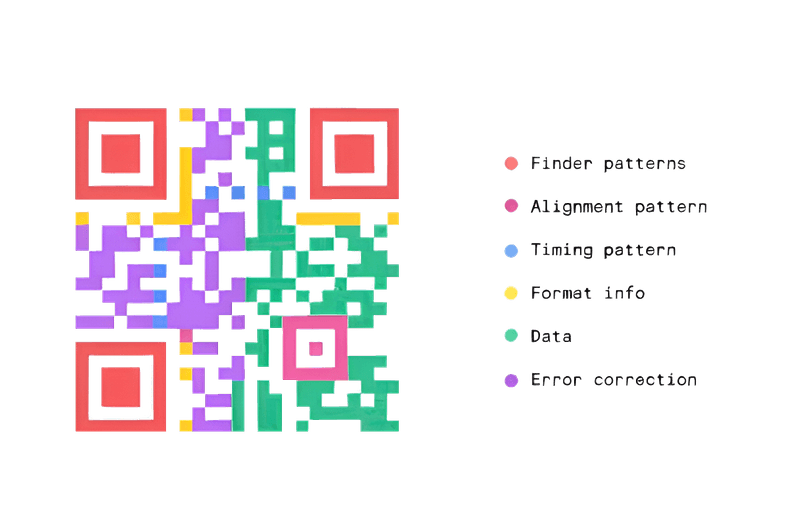 Finder patterns
Alignment pattern
Timing pattern
Format info
Data
Error correction